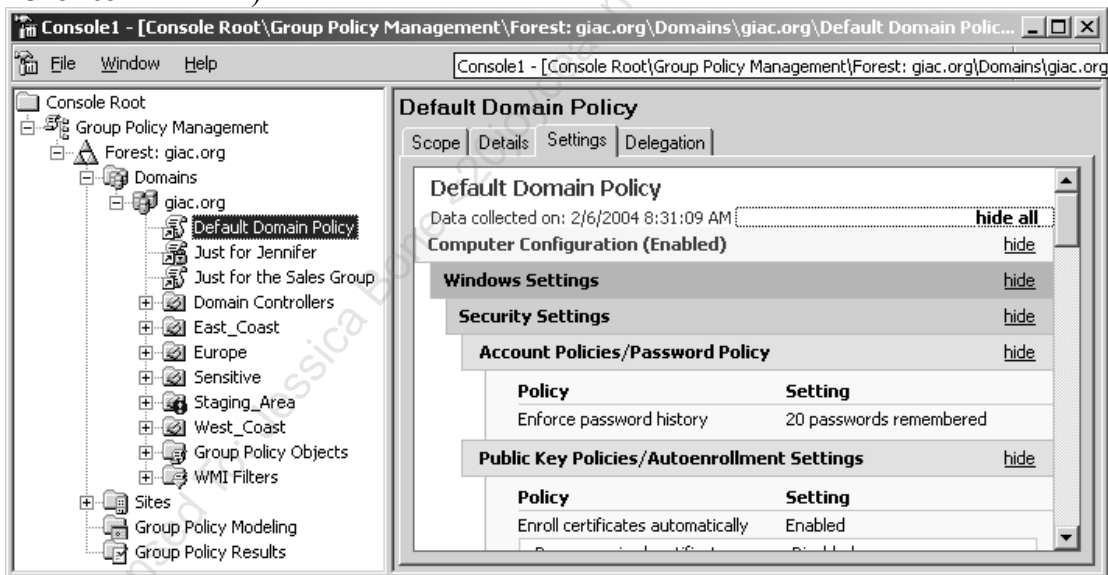 Console1 - [Console Root\Group Policy Management\Forest: giac.org\Domains\giac.org\Default Domain Polic...
File Window Help
Console1 - [Console Root\Group Policy Management\Forest: giac.org\Domains\giac.org
Console Root
Group Policy Management
Forest: giac.org
Domains
giac.org
Default Domain Policy
Just for Jennifer
Just for the Sales Group
Domain Controllers
East_Coast
Europe
Sensitive
Staging_Area
West_Coast
Group Policy Objects
WMI Filters
Sites
Group Policy Modeling
Group Policy Results
Default Domain Policy
Scope Details Settings Delegation
Default Domain Policy
Data collected on: 2/6/2004 8:31:09 AM hide all
Computer Configuration (Enabled) hide
Windows Settings hide
Security Settings hide
Account Policies/Password Policy hide
Policy Setting
Enforce password history 20 passwords remembered
Public Key Policies/Autoenrollment Settings hide
Policy Setting
Enroll certificates automatically Enabled
To: Jessica Bone